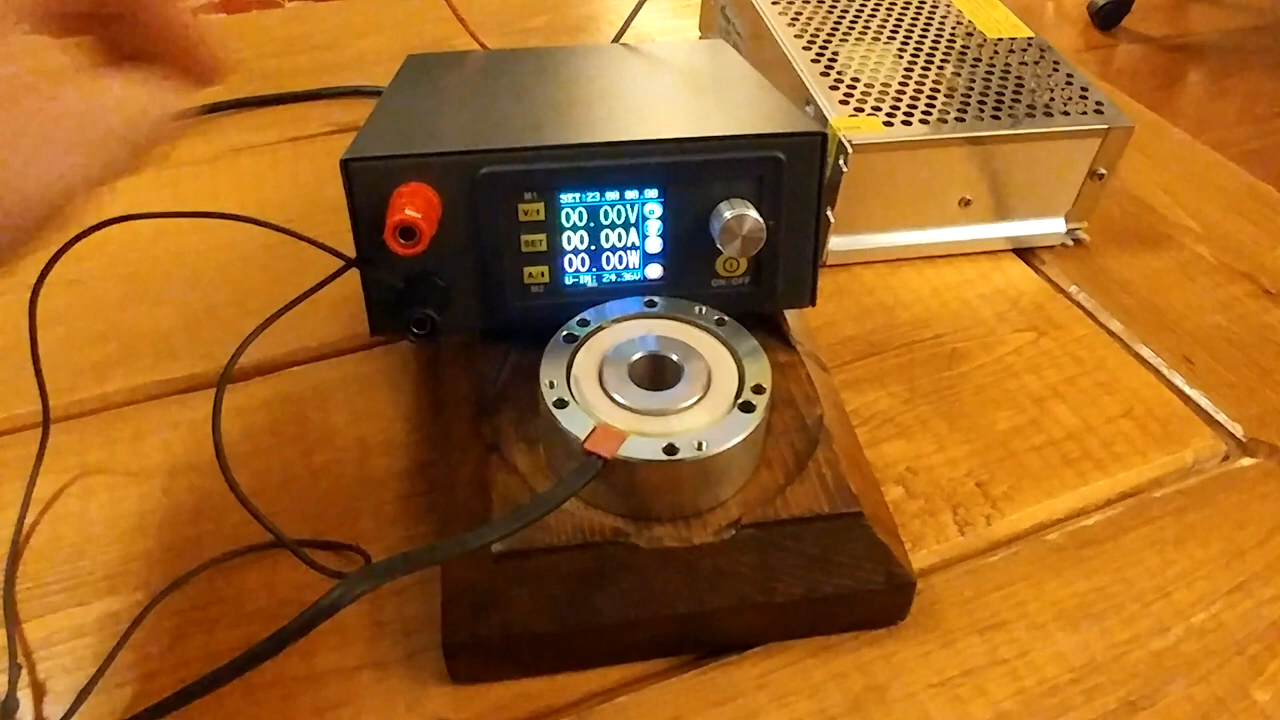 M1
V/⬆
SET
A/⬇
M2
SET:23.00 00.00
00.00V
00.00A
00.00W
U-IN: 24.36V
ON/OFF